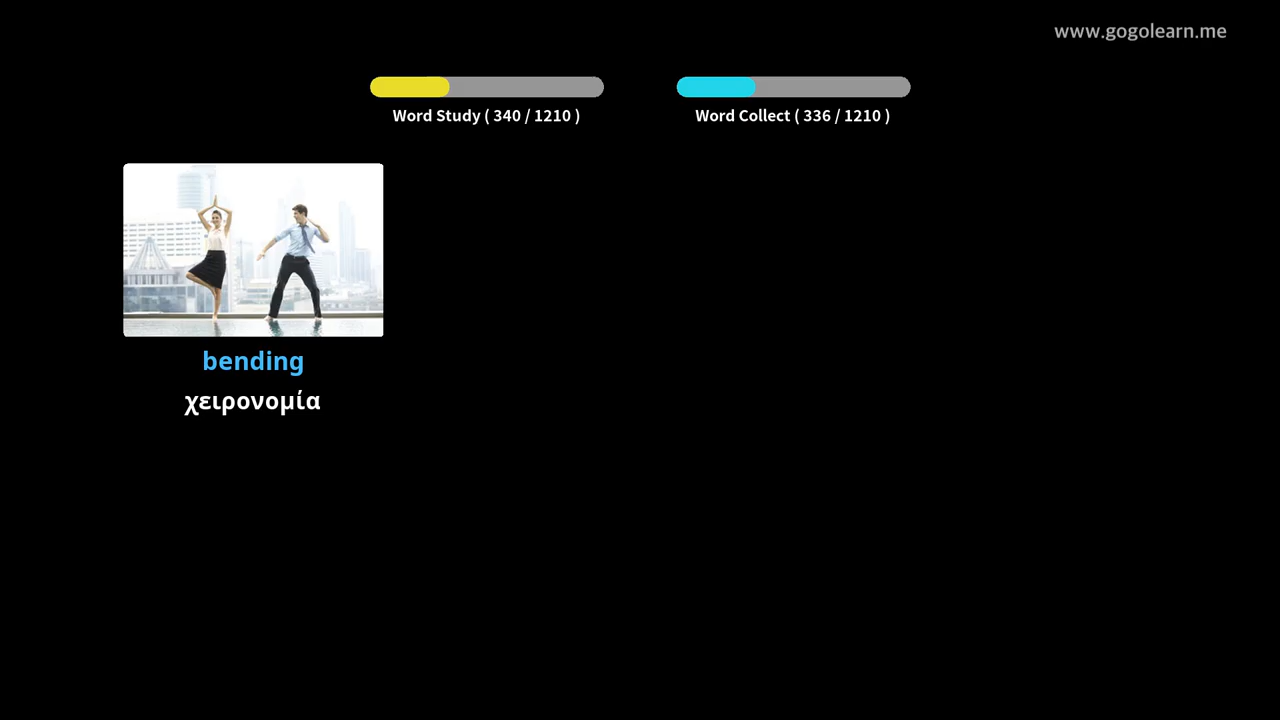 www.gogolearn.me
Word Study ( 340 / 1210 )
Word Collect ( 336 / 1210 )
bending
χειρονομία